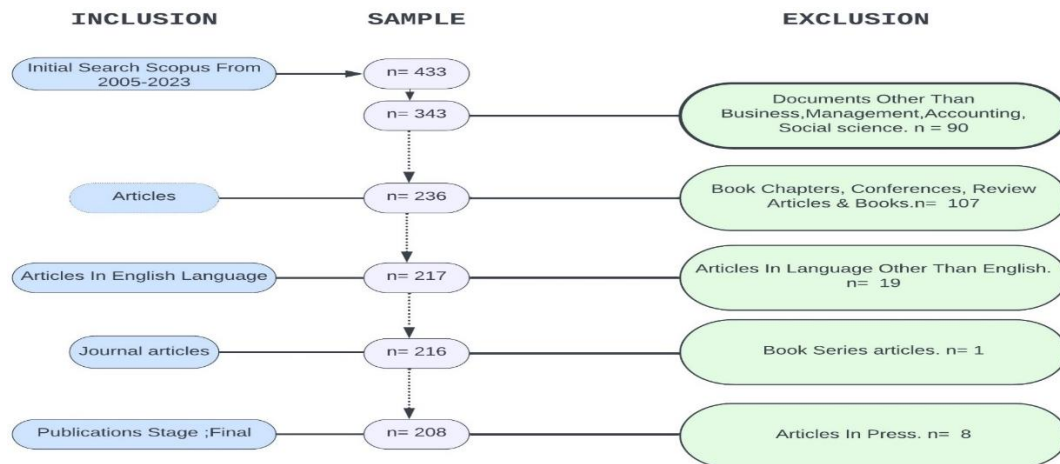 INCLUSION SAMPLE EXCLUSION
Initial Search Scopus From
2005-2023
n= 433
n= 343
Documents Other Than
Business,Management,Accounting,
Social science. n = 90
Articles
n= 236
Book Chapters, Conferences, Review
Articles & Books.n= 107
Articles In English Language
n= 217
Articles In Language Other Than English.
n= 19
Journal articles
n= 216
Book Series articles. n= 1
Publications Stage ;Final
n= 208
Articles In Press. n= 8